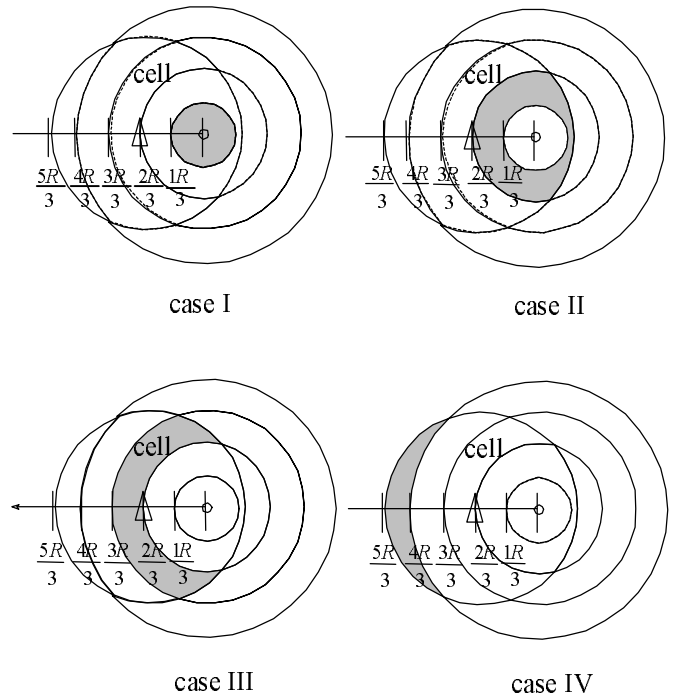 cell
5R/3 4R/3 3R/3 2R/3 1R/3
case I
cell
5R/3 4R/3 3R/3 2R/3 1R/3
case II
cell
5R/3 4R/3 3R/3 2R/3 1R/3
case III
cell
5R/3 4R/3 3R/3 2R/3 1R/3
case IV